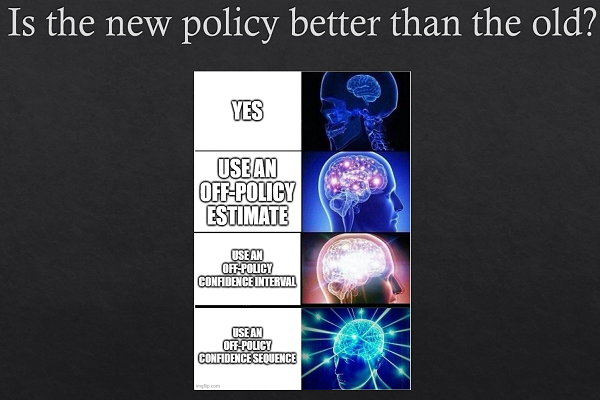 Is the new policy better than the old?
YES
USE AN
OFF-POLICY
ESTIMATE
USE AN
OFF-POLICY
CONFIDENCE INTERVAL
USE AN
OFF-POLICY
CONFIDENCE SEQUENCE
imgflip.com